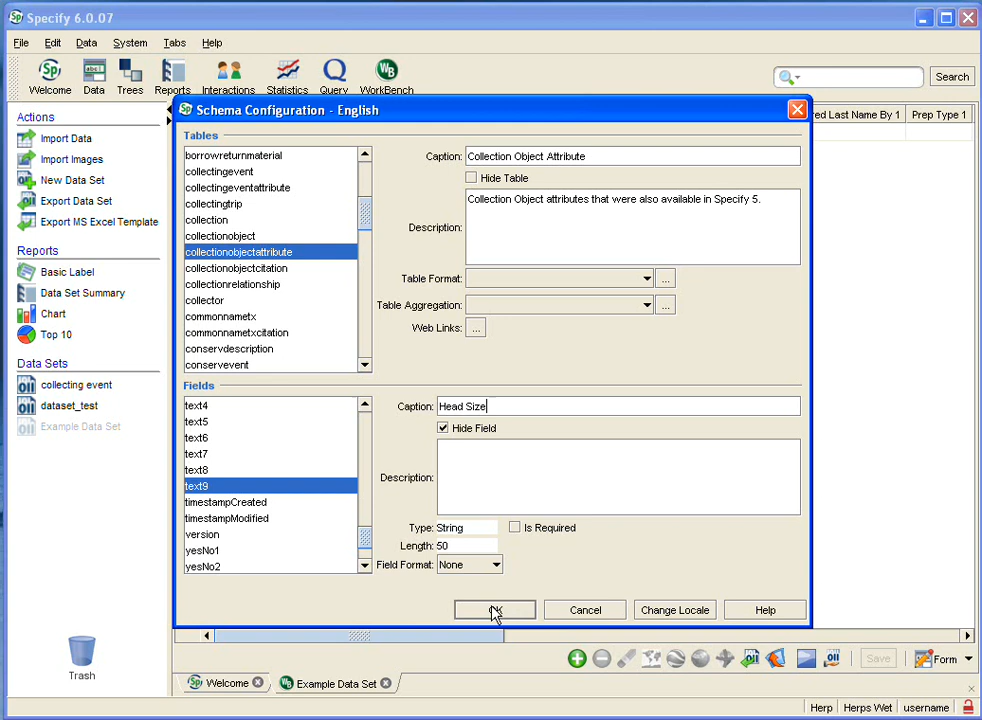 Specify 6.0.07
File Edit Data System Tabs Help
Welcome Data Trees Reports Interactions Statistics Query WorkBench
Search
Actions
Import Data
Import Images
New Data Set
Export Data Set
Export MS Excel Template
Reports
Basic Label
Data Set Summary
Chart
Top 10
Data Sets
collecting event
dataset_test
Example Data Set
Trash
Schema Configuration - English
Tables
borrowreturnmaterial
collectingevent
collectingeventattribute
collectingtrip
collection
collectionobject
collectionobjectattribute
collectionobjectcitation
collectionrelationship
collector
commonnametx
commonnametxcitation
conservdescription
conservevent
Caption: Collection Object Attribute
Hide Table
Description: Collection Object attributes that were also available in Specify 5.
Table Format: ...
Table Aggregation: ...
Web Links: ...
Fields
text4
text5
text6
text7
text8
text9
timestampCreated
timestampModified
version
yesNo1
yesNo2
Caption: Head Size
Hide Field
Description:
Type: String Is Required
Length: 50
Field Format: None
OK Cancel Change Locale Help
red Last Name By 1 Prep Type 1
Save Form
Welcome Example Data Set
Herp Herps Wet username